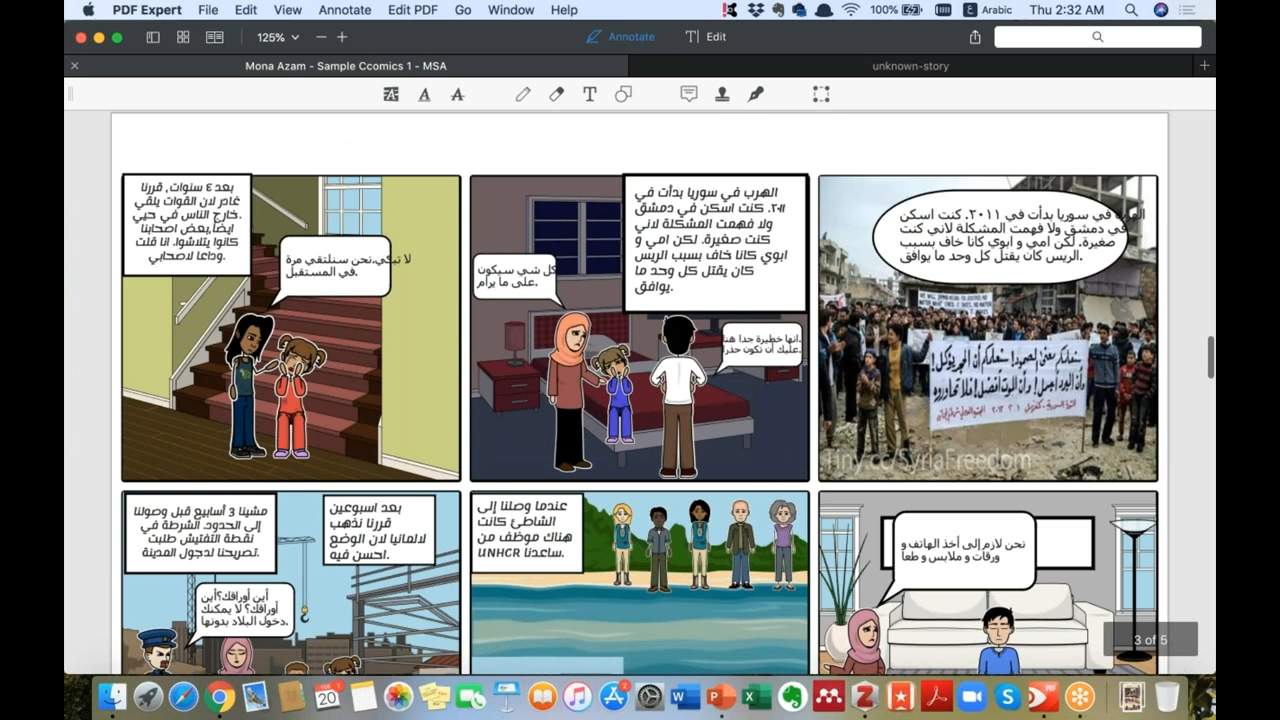 PDF Expert File Edit View Annotate Edit PDF Go Window Help 100% Arabic Thu 2:32 AM
125% Annotate Edit
Mona Azam - Sample Ccomics 1 - MSA
unknown-story
في سوريا بدأت في ٢٠١١. كنت اسكن
في دمشق ولا فهمت المشكلة لاني كنت
صغيرة. لكن امي و ابوي كانا خاف بسبب
الريس كان يقتل كل وحد ما يوافق.
Tiny.cc/SyriaFreedom
الهرب في سوريا بدأت في
٢٠١١. كنت اسكن في دمشق
ولا فهمت المشكلة لاني
كنت صغيرة. لكن امي و
ابوي كانا خاف بسبب الريس
كان يقتل كل وحد ما
يوافق.
انها خطيرة جدا هنا.
عليك أن تكون حذرا.
كل شي سيكون
على ما يرام.
بعد ٤ سنوات, قررنا
غادر لان القوات يلقي
خارج الناس في حيي
ايضا,بعض اصحابنا
كانوا يتلاشوا. انا قلت
وداعا لاصحابي.
لا تبكي.نحن سنلتقي مرة
في المستقبل.
نحن لازم إلى أخذ الهاتف و
ورقات و ملابس و طعا
عندما وصلنا إلى
الشاطئ كانت
هناك موظف من
UNHCR ساعدنا.
بعد اسبوعين
قررنا نذهب
لالمانيا لان الوضع
احسن فيه
مشينا 3 أسابيع قبل وصولنا
إلى الحدود. الشرطة في
نقطة التفتيش طلبت
تصريحنا لدجول المدينة.
أين أوراقك؟أين
أوراقك؟ لا يمكنك
دخول البلاد بدونها.
3 of 5